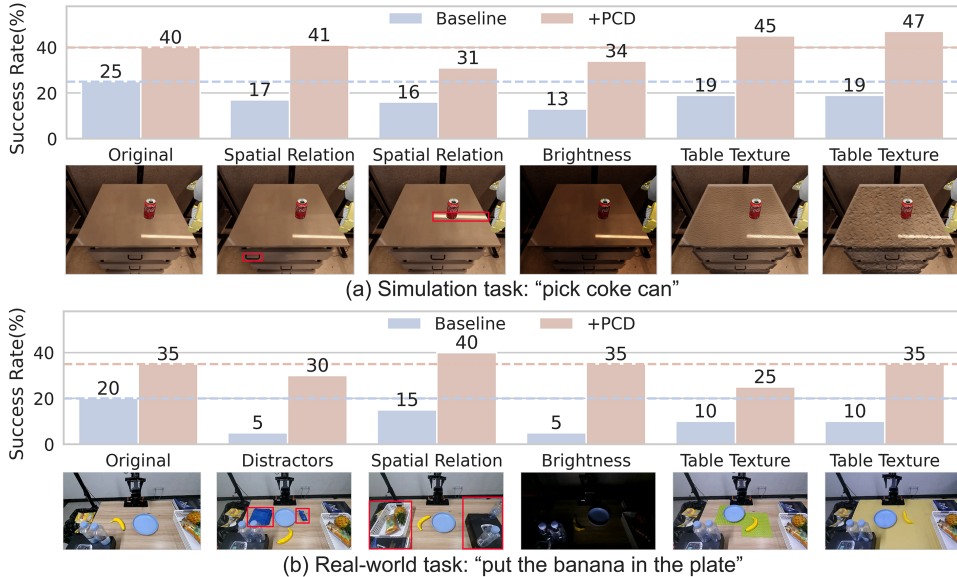 Success Rate(%)
Baseline +PCD
40
20
0
25 40 17 41 16 31 13 34 19 45 19 47
Original Spatial Relation Spatial Relation Brightness Table Texture Table Texture
(a) Simulation task: “pick coke can”
Success Rate(%)
Baseline +PCD
40
20
0
20 35 5 30 15 40 5 35 10 25 10 35
Original Distractors Spatial Relation Brightness Table Texture Table Texture
(b) Real-world task: “put the banana in the plate”